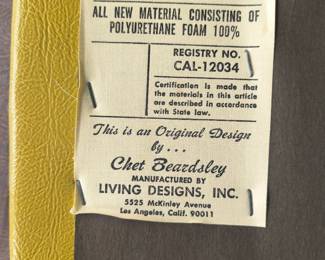 ALL NEW MATERIAL CONSISTING OF
POLYURETHANE FOAM 100%
REGISTRY NO.
CAL-12034
Certification is made that
the materials in this article
are described in accordance
with State law.
This is an Original Design
by...
Chet Beardsley
MANUFACTURED BY
LIVING DESIGNS, INC.
5525 McKinley Avenue
Los Angeles, Calif. 90011